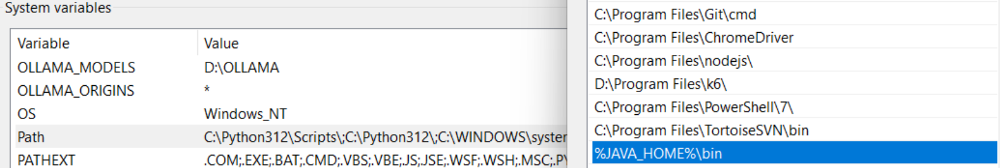 System variables
Variable Value
OLLAMA_MODELS D:\OLLAMA
OLLAMA_ORIGINS *
OS Windows_NT
Path C:\Python312\Scripts\;C:\Python312\;C:\WINDOWS\system
PATHEXT .COM;.EXE;.BAT;.CMD;.VBS;.VBE;.JS;.JSE;.WSF;.WSH;.MSC;.PY
C:\Program Files\Git\cmd
C:\Program Files\ChromeDriver
C:\Program Files\nodejs\
D:\Program Files\k6\
C:\Program Files\PowerShell\7\
C:\Program Files\TortoiseSVN\bin
%JAVA_HOME%\bin